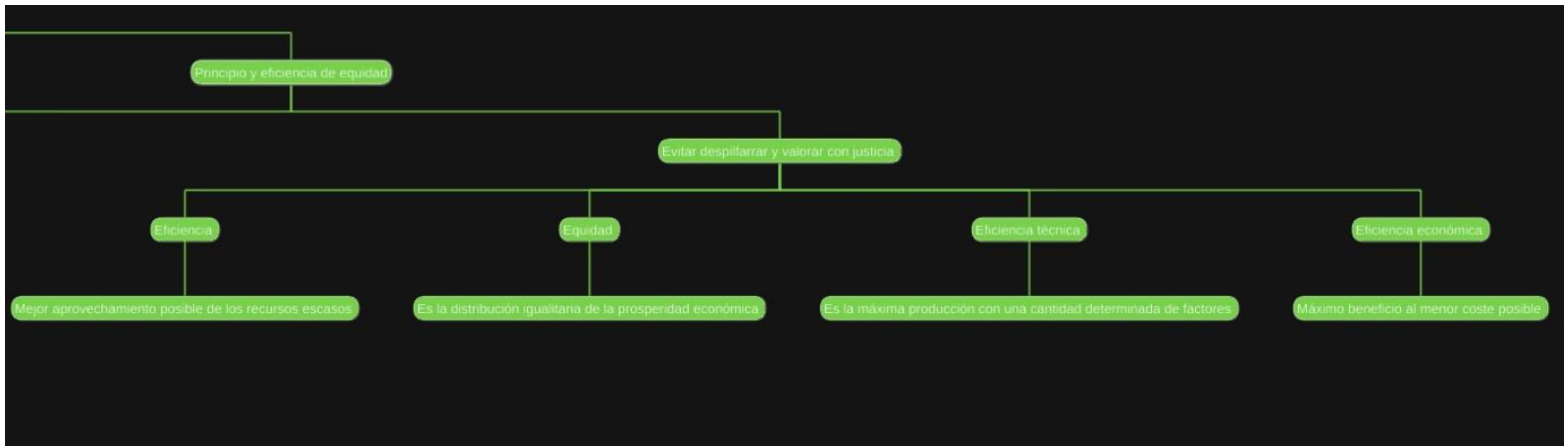 Principio y eficiencia de equidad
Evitar despilfarrar y valorar con justicia
Eficiencia
Equidad
Eficiencia técnica
Eficiencia económica
Mejor aprovechamiento posible de los recursos escasos
Es la distribución igualitaria de la prosperidad económica
Es la máxima producción con una cantidad determinada de factores
Máximo beneficio al menor coste posible